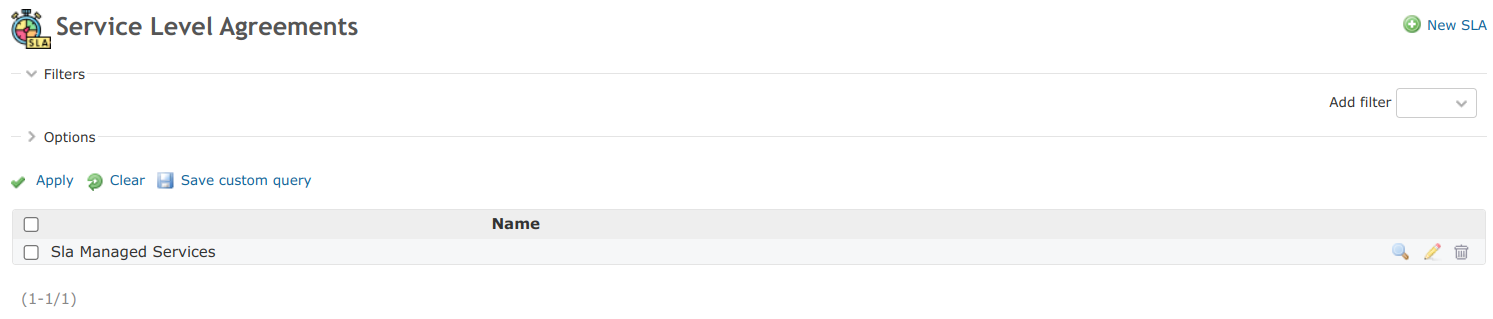 SLA
Service Level Agreements
New SLA
Filters
Add filter
Options
Apply Clear Save custom query
Name
Sla Managed Services
(1-1/1)